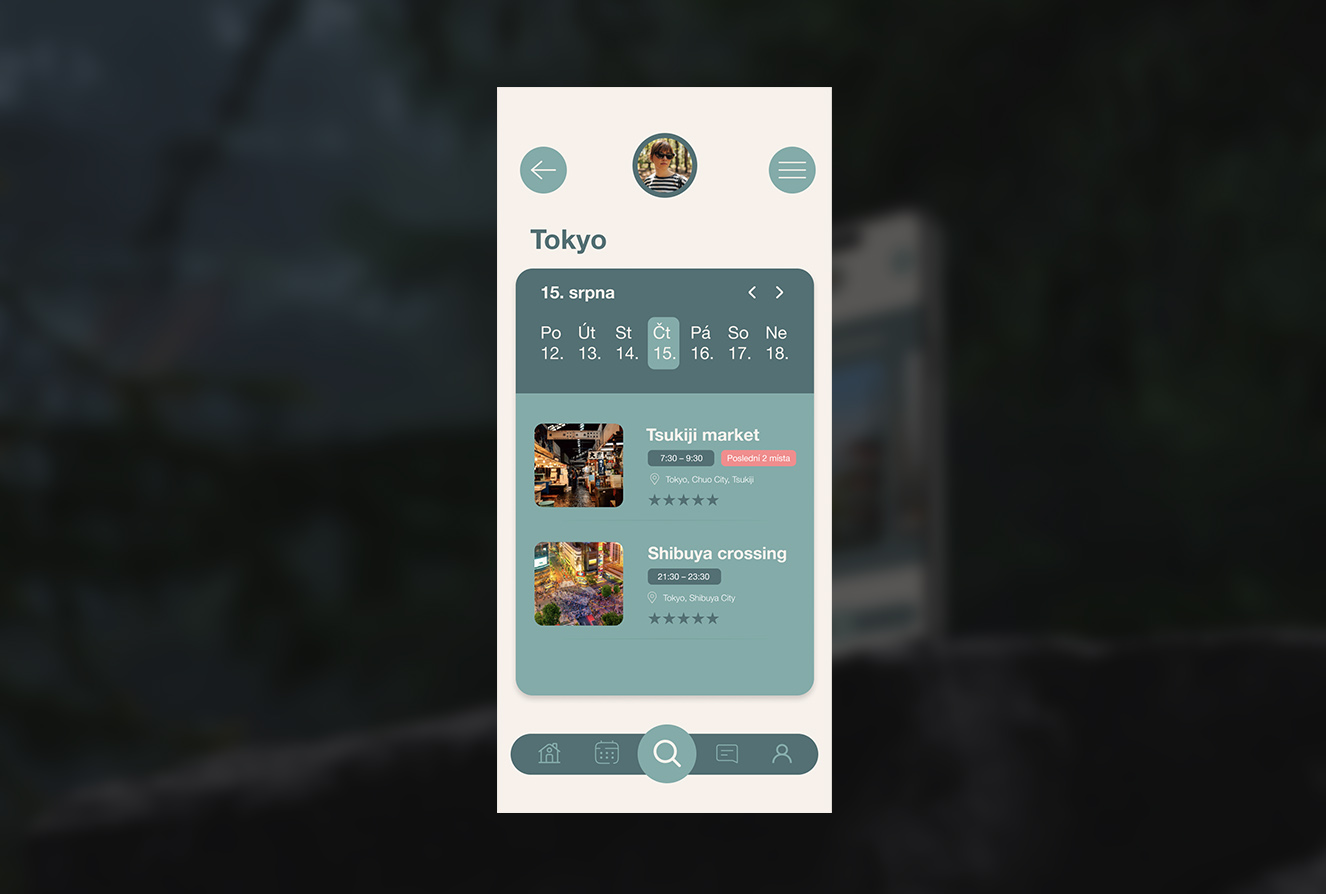 Tokyo
15. srpna
Po Út St Čt Pá So Ne
12. 13. 14. 15. 16. 17. 18.
Tsukiji market
7:30 – 9:30 Poslední 2 místa
Tokyo, Chuo City, Tsukiji
Shibuya crossing
21:30 – 23:30
Tokyo, Shibuya City